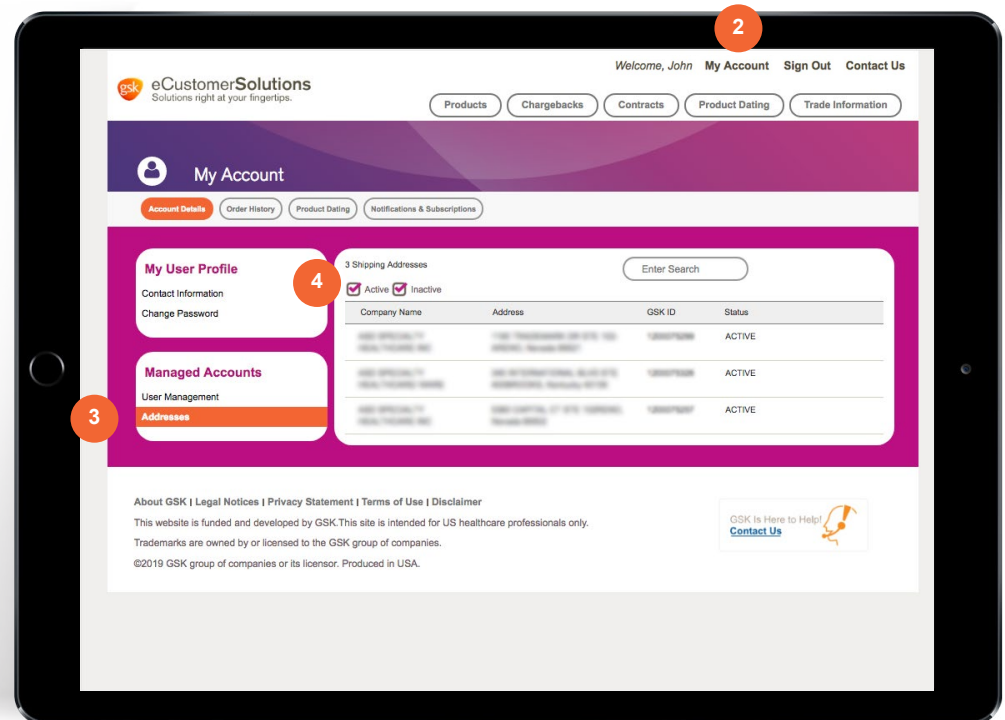 2
Welcome, John My Account Sign Out Contact Us
gsk eCustomerSolutions
Solutions right at your fingertips.
Products Chargebacks Contracts Product Dating Trade Information
My Account
Account Details Order History Product Dating Notifications & Subscriptions
My User Profile
Contact Information
Change Password
4
3 Shipping Addresses
Enter Search
Active Inactive
Company Name Address GSK ID Status
ACTIVE
ACTIVE
ACTIVE
Managed Accounts
User Management
3
Addresses
About GSK | Legal Notices | Privacy Statement | Terms of Use | Disclaimer
This website is funded and developed by GSK.This site is intended for US healthcare professionals only.
Trademarks are owned by or licensed to the GSK group of companies.
©2019 GSK group of companies or its licensor. Produced in USA.
GSK Is Here to Help!
Contact Us